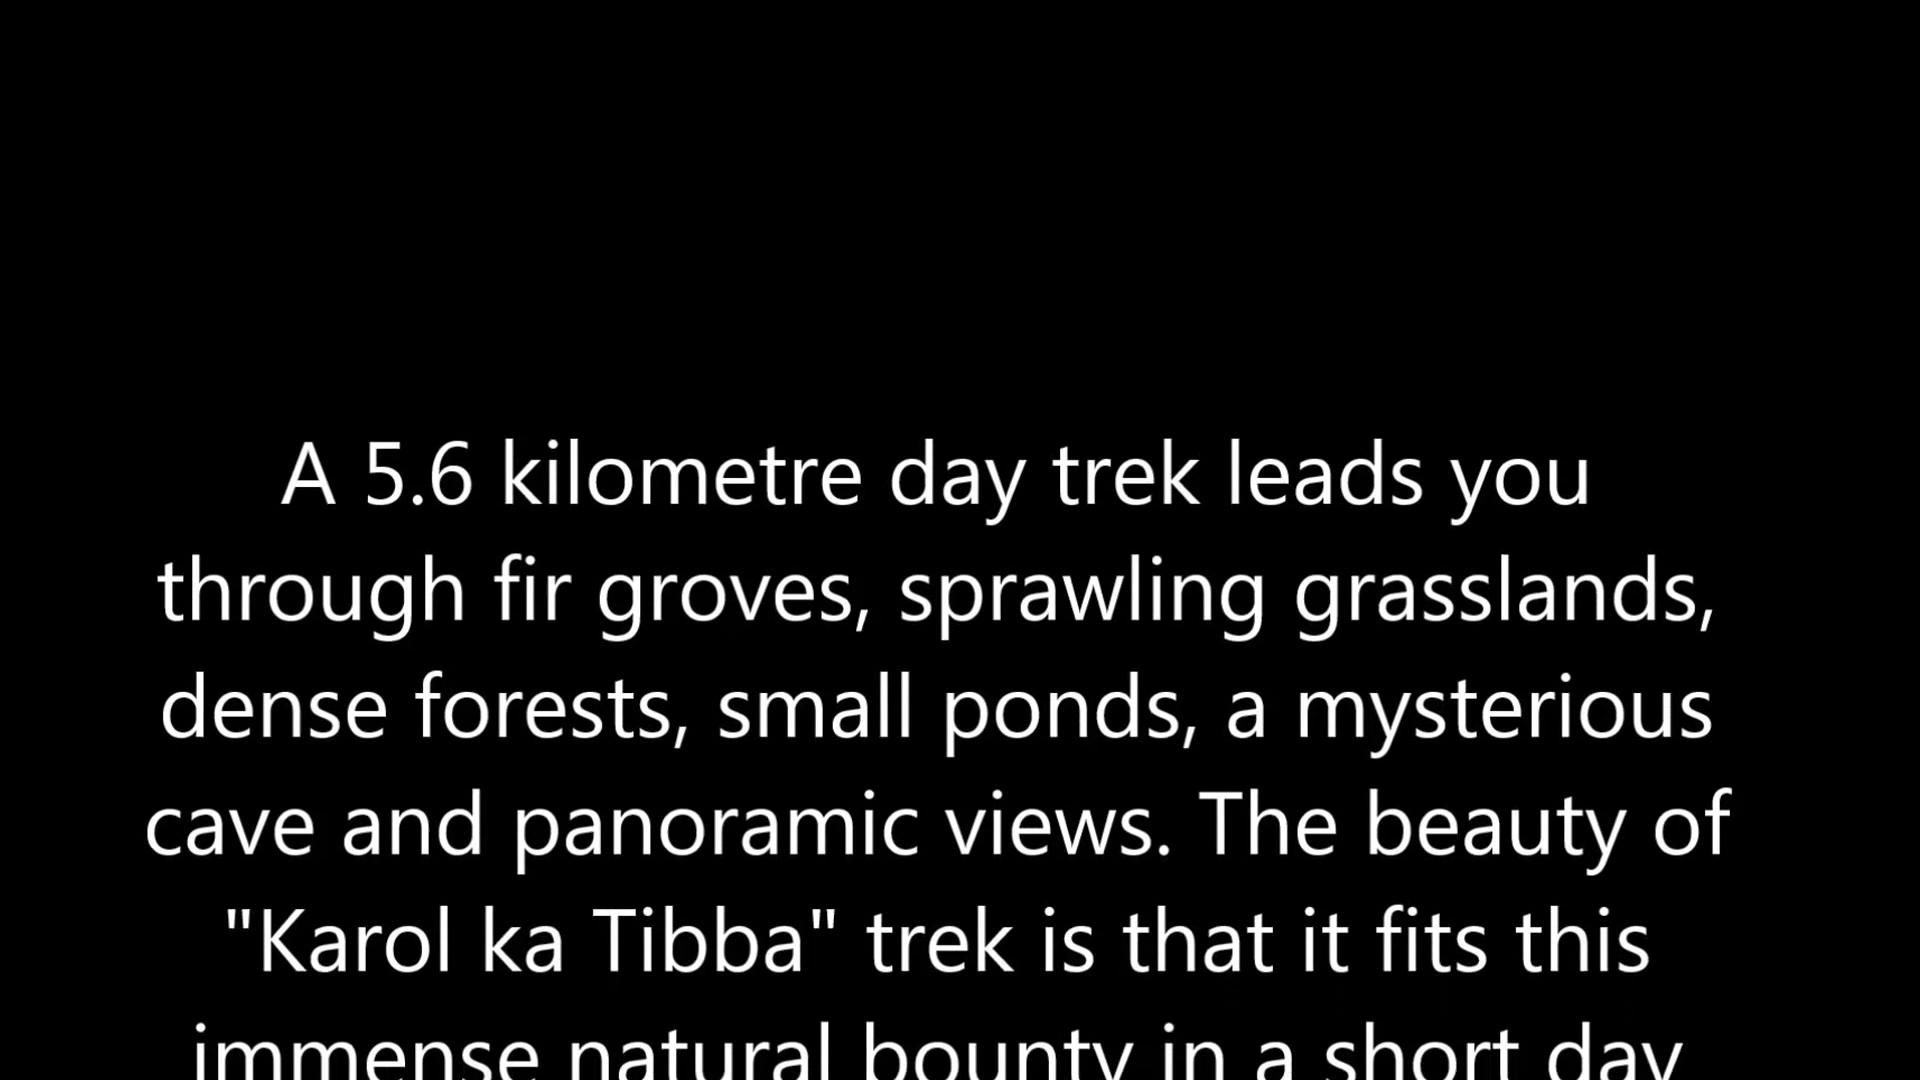 A 5.6 kilometre day trek leads you
through fir groves, sprawling grasslands,
dense forests, small ponds, a mysterious
cave and panoramic views. The beauty of
"Karol ka Tibba" trek is that it fits this
immense natural bounty in a short day